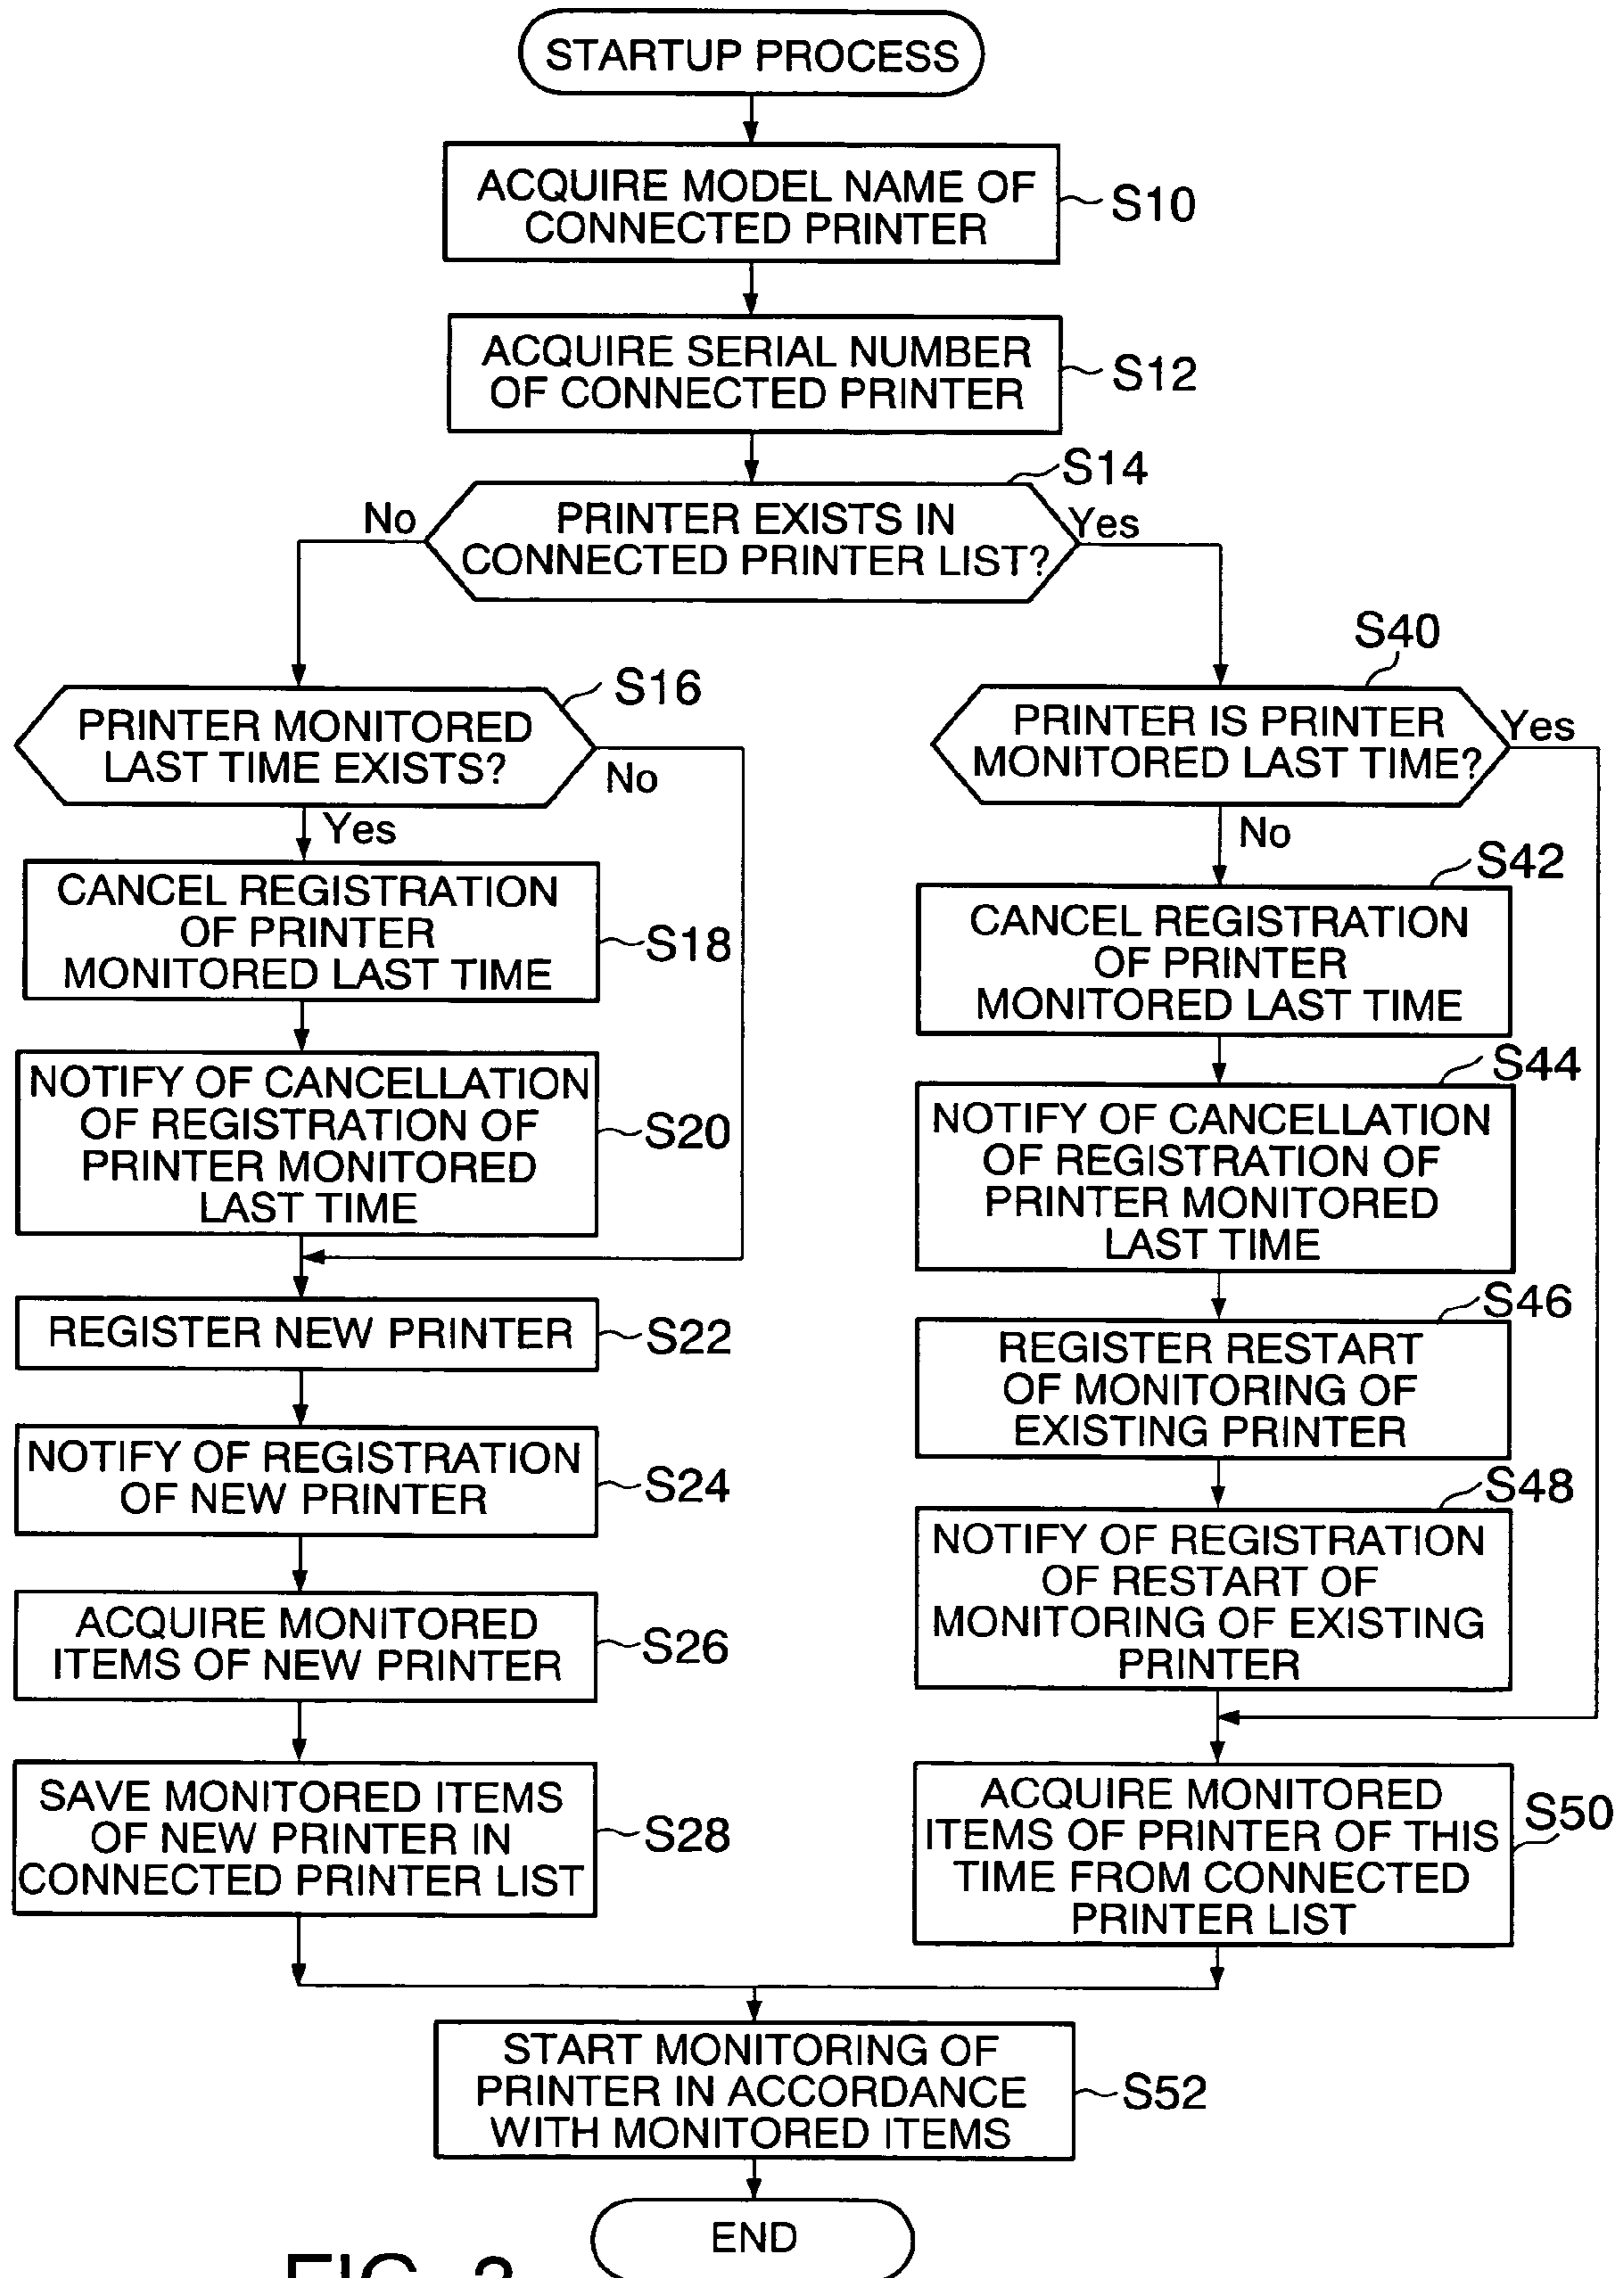 STARTUP PROCESS
ACQUIRE MODEL NAME OF
CONNECTED PRINTER
S10
ACQUIRE SERIAL NUMBER
OF CONNECTED PRINTER
S12
S14
No
PRINTER EXISTS IN
CONNECTED PRINTER LIST?
Yes
S16
PRINTER MONITORED
LAST TIME EXISTS?
No
Yes
CANCEL REGISTRATION
OF PRINTER
MONITORED LAST TIME
S18
NOTIFY OF CANCELLATION
OF REGISTRATION OF
PRINTER MONITORED
LAST TIME
S20
REGISTER NEW PRINTER
S22
NOTIFY OF REGISTRATION
OF NEW PRINTER
S24
ACQUIRE MONITORED
ITEMS OF NEW PRINTER
S26
SAVE MONITORED ITEMS
OF NEW PRINTER IN
CONNECTED PRINTER LIST
S28
S40
PRINTER IS PRINTER
MONITORED LAST TIME?
Yes
No
S42
CANCEL REGISTRATION
OF PRINTER
MONITORED LAST TIME
S44
NOTIFY OF CANCELLATION
OF REGISTRATION OF
PRINTER MONITORED
LAST TIME
S46
REGISTER RESTART
OF MONITORING OF
EXISTING PRINTER
S48
NOTIFY OF REGISTRATION
OF RESTART OF
MONITORING OF EXISTING
PRINTER
ACQUIRE MONITORED
ITEMS OF PRINTER OF THIS
TIME FROM CONNECTED
PRINTER LIST
S50
START MONITORING OF
PRINTER IN ACCORDANCE
WITH MONITORED ITEMS
S52
END
FIG.